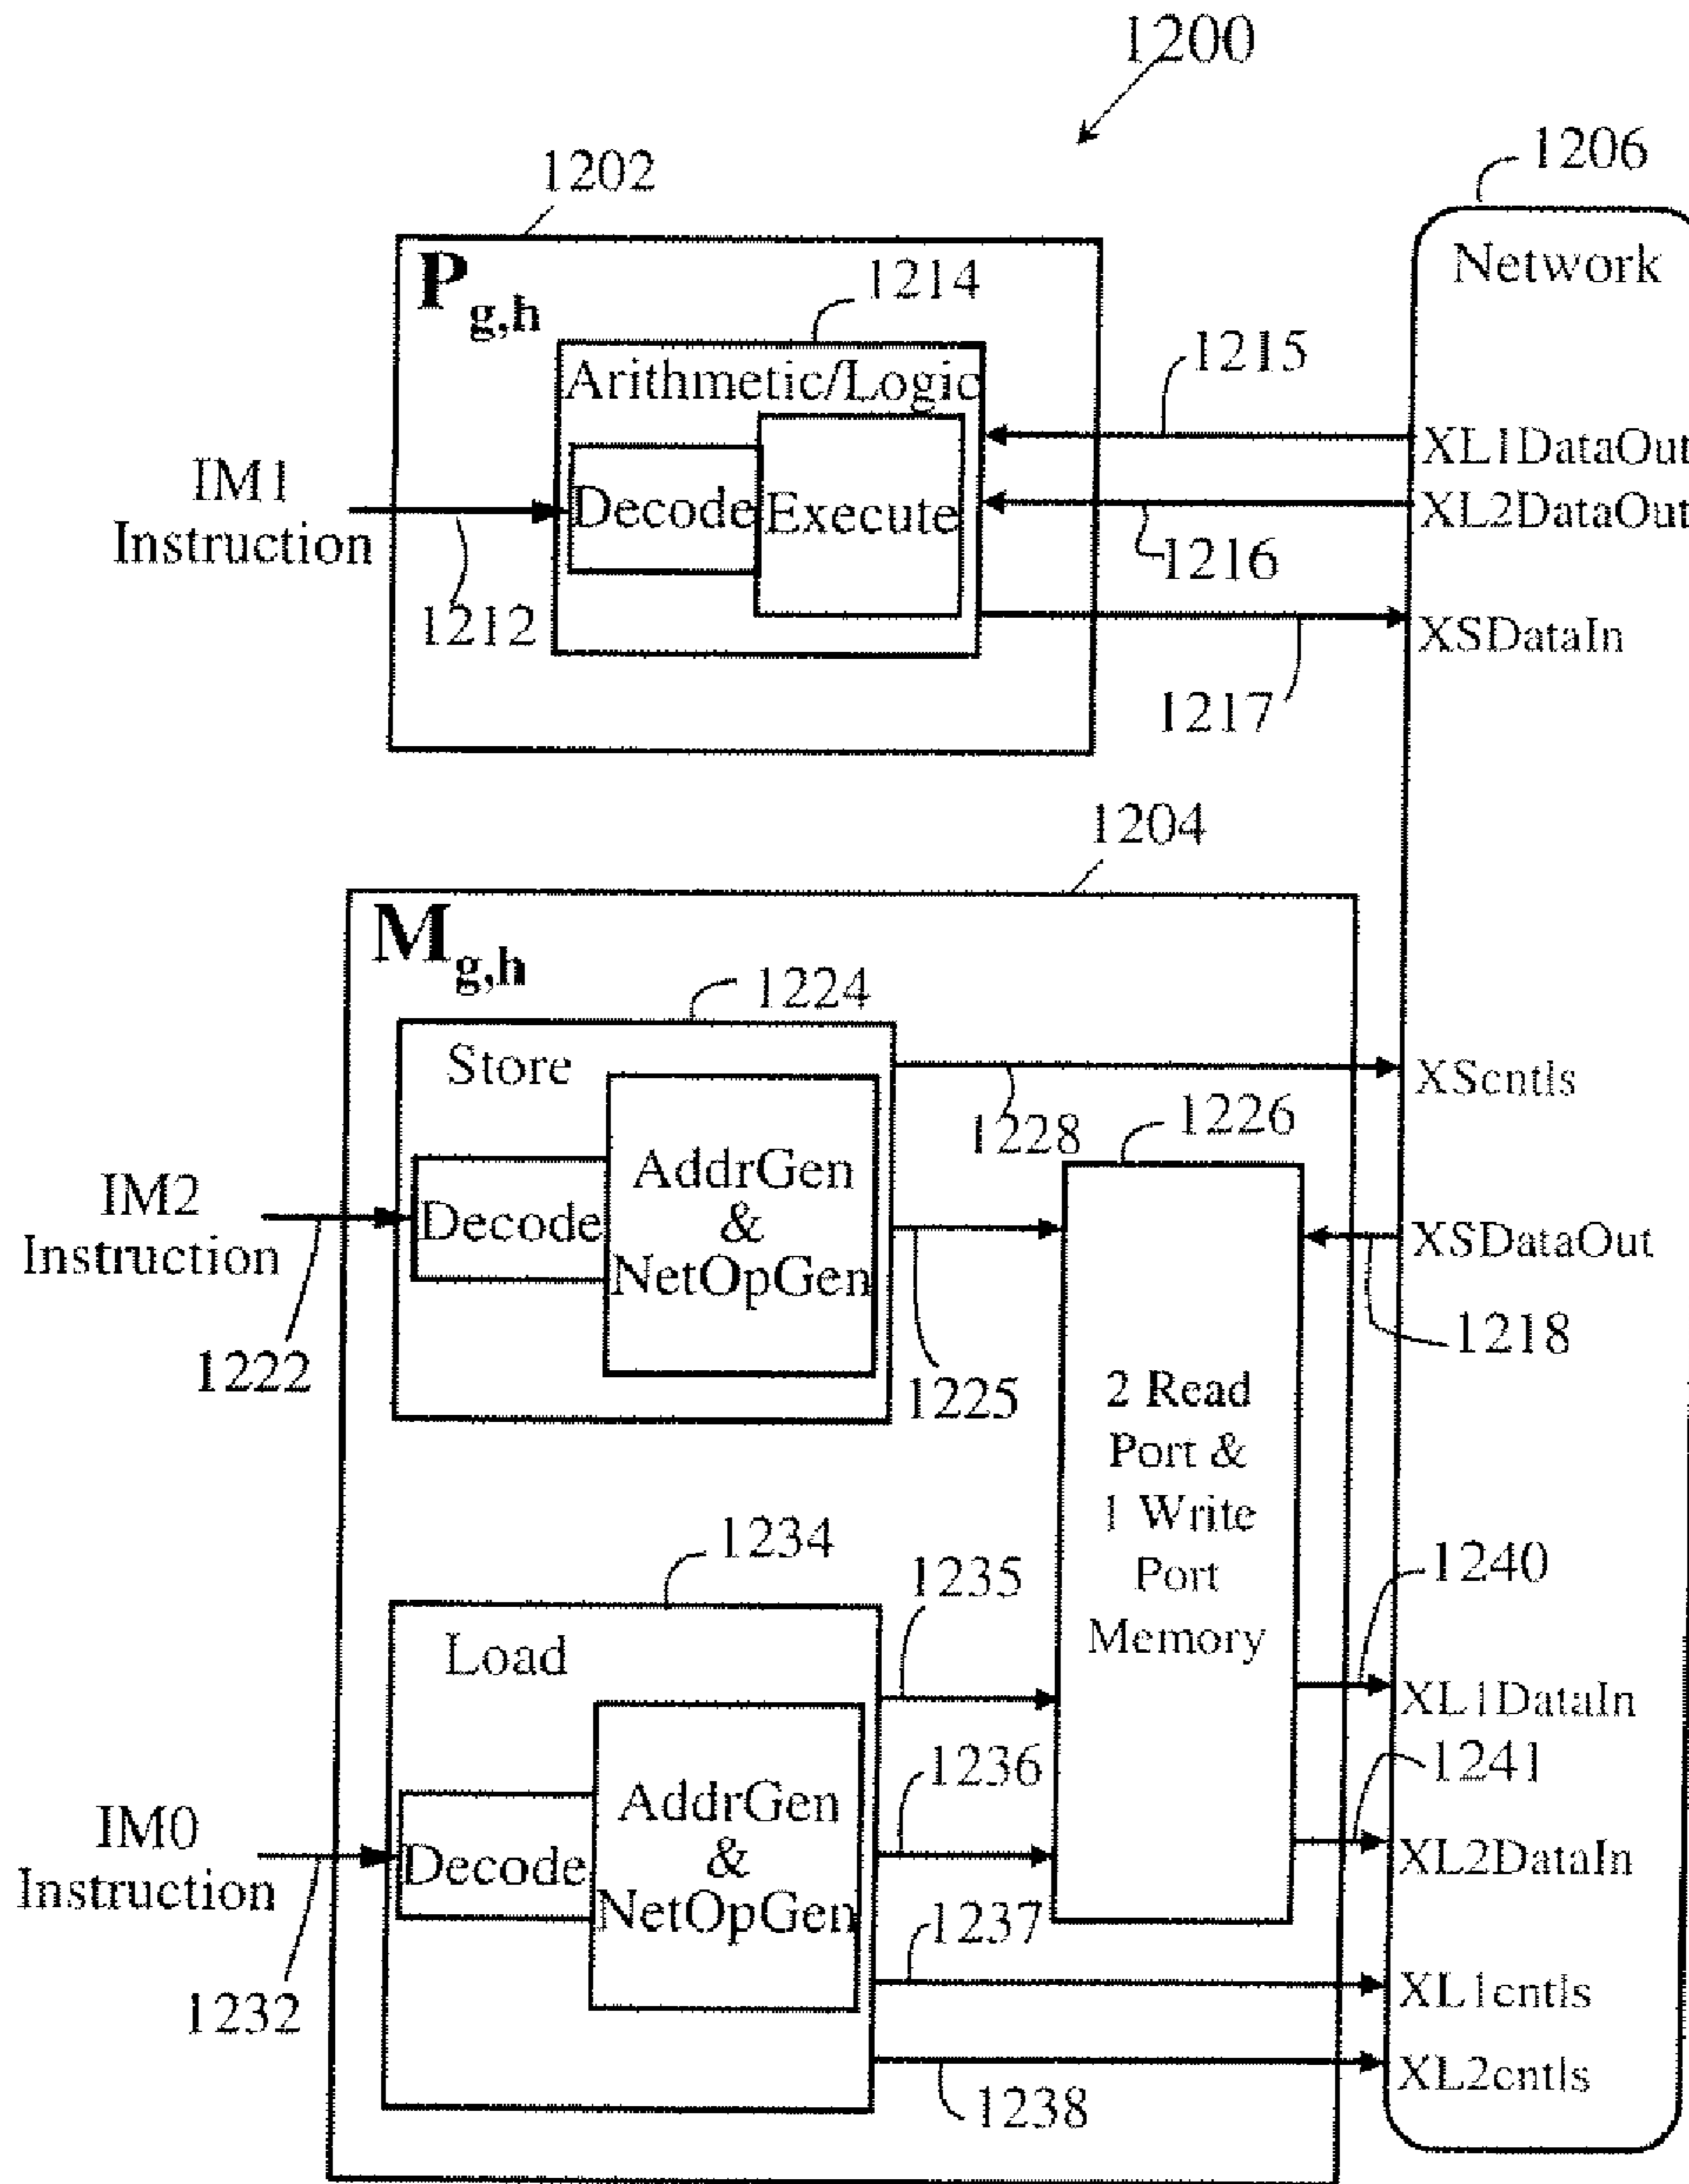 1200
1202
1206
P g,h
1214
Network
Arithmetic/Logic
1215
IM1
Instruction
Decode
Execute
XL1DataOut
XL2DataOut
1216
1212
XSDataIn
1217
1204
M g,h
1224
Store
XScntls
1228
1226
IM2
Instruction
Decode
AddrGen
&
NetOpGen
XSDataOut
1218
1222
1225
2 Read
Port &
1 Write
Port
Memory
1234
1235
1240
Load
XL1DataIn
1236
1241
IM0
Instruction
Decode
AddrGen
&
NetOpGen
XL2DataIn
1237
1232
XL1cntls
XL2cntls
1238